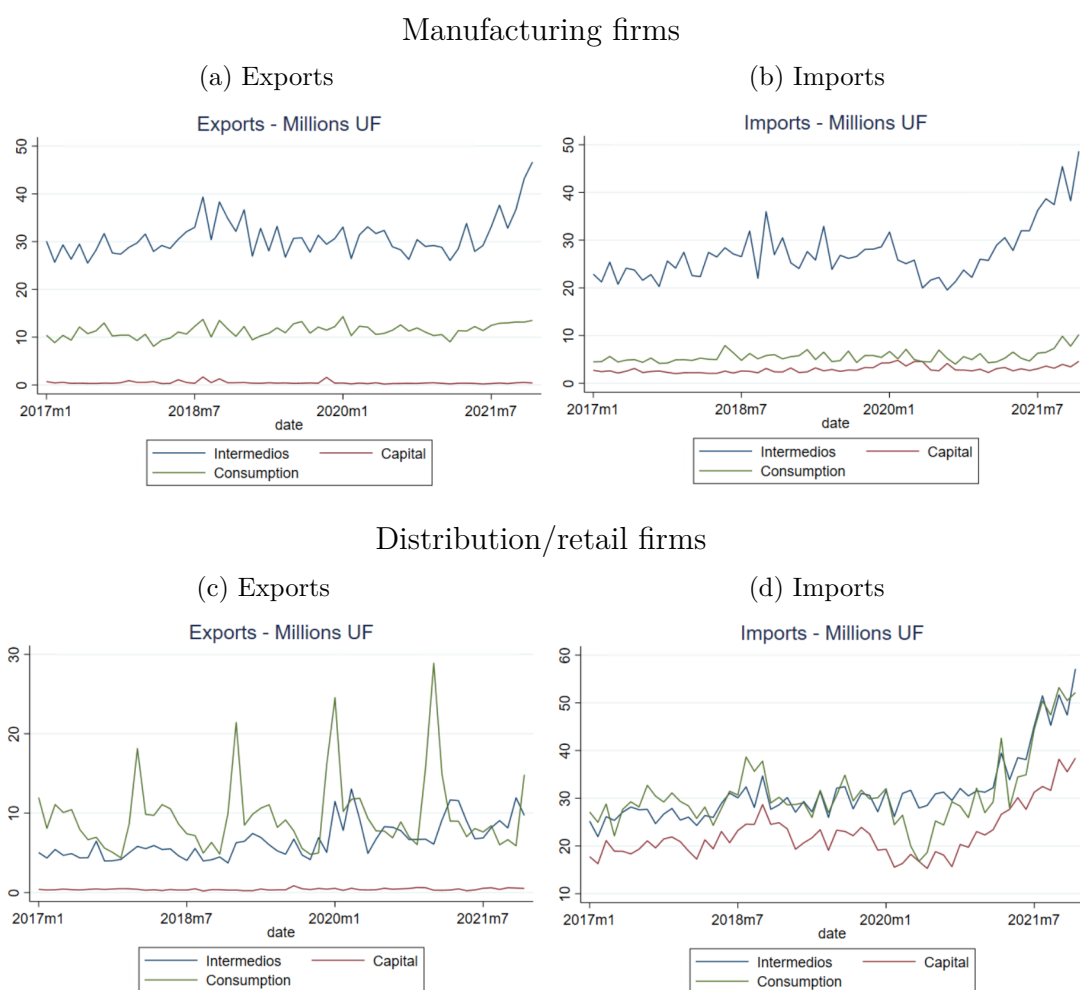 Manufacturing firms
(a) Exports
(b) Imports
Exports - Millions UF
50
40
30
20
10
0
2017m1 2018m7 2020m1 2021m7
date
Intermedios Capital
Consumption
Imports - Millions UF
50
40
30
20
10
0
2017m1 2018m7 2020m1 2021m7
date
Intermedios Capital
Consumption
Distribution/retail firms
(c) Exports
(d) Imports
Exports - Millions UF
30
20
10
0
2017m1 2018m7 2020m1 2021m7
date
Intermedios Capital
Consumption
Imports - Millions UF
60
50
40
30
20
10
2017m1 2018m7 2020m1 2021m7
date
Intermedios Capital
Consumption